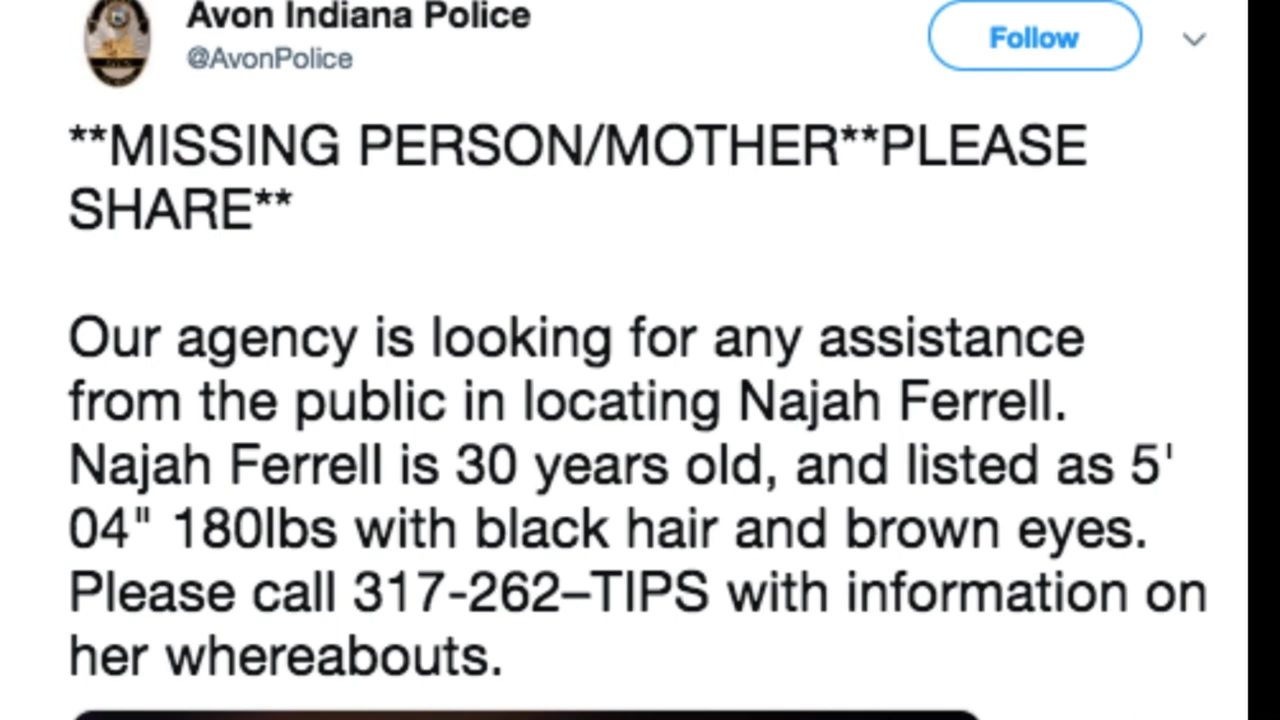 Avon Indiana Police
@AvonPolice
Follow
**MISSING PERSON/MOTHER**PLEASE
SHARE**
Our agency is looking for any assistance
from the public in locating Najah Ferrell.
Najah Ferrell is 30 years old, and listed as 5'
04" 180lbs with black hair and brown eyes.
Please call 317-262–TIPS with information on
her whereabouts.